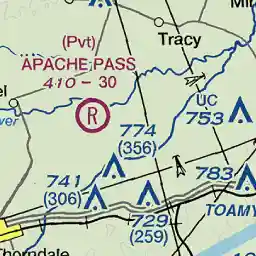 Mi
(Pvt)
Tracy
APACHE PASS
410 - 30
el
R
UC
753
ver
774
(356)
741
(306)
783
TOAMY
729
(259)
Thorndale